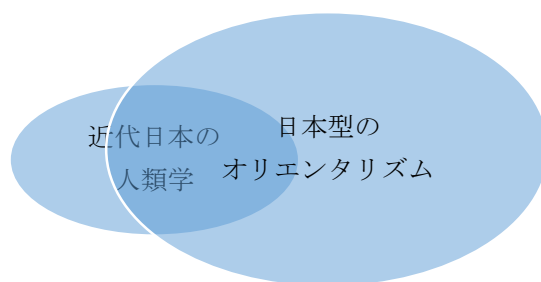 近代日本の
人類学
日本型の
オリエンタリズム